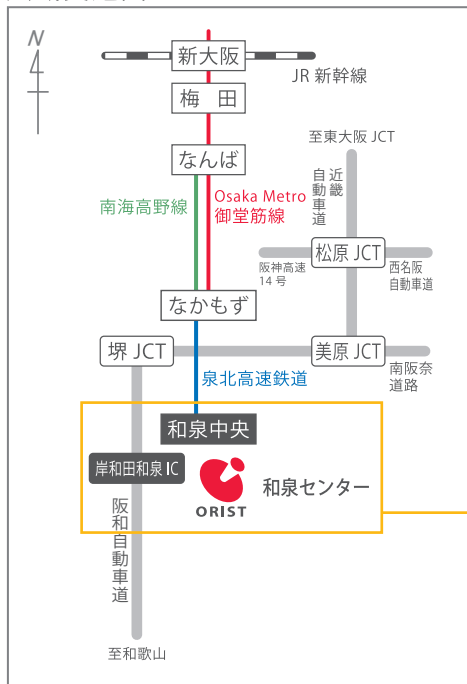 N
新大阪
JR 新幹線
梅 田
至東大阪 JCT
なんば
近畿
自動車道
南海高野線
Osaka Metro
御堂筋線
松原 JCT
阪神高速
14 号
西名阪
自動車道
なかもず
堺 JCT
美原 JCT
南阪奈
道路
泉北高速鉄道
和泉中央
岸和田和泉 IC
和泉センター
ORIST
阪和自動車道
至和歌山